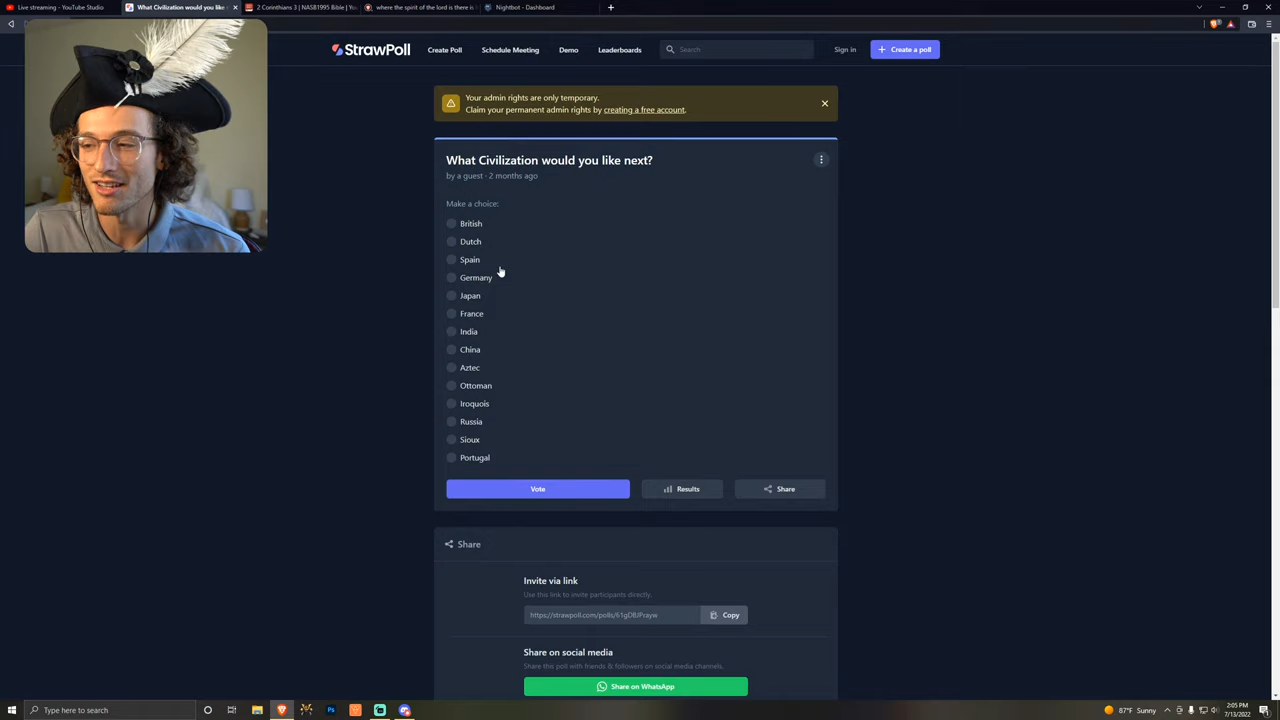 Live streaming - YouTube Studio
What Civilization would you like
2 Corinthians 3 | NASB1995 Bible | You
where the spirit of the lord is there is
Nightbot - Dashboard
StrawPoll
Create Poll
Schedule Meeting
Demo
Leaderboards
Search
Sign in
Create a poll
Your admin rights are only temporary.
Claim your permanent admin rights by creating a free account.
What Civilization would you like next?
by a guest · 2 months ago
Make a choice:
British
Dutch
Spain
Germany
Japan
France
India
China
Aztec
Ottoman
Iroquois
Russia
Sioux
Portugal
Vote
Results
Share
Share
Invite via link
Use this link to invite participants directly.
https://strawpoll.com/polls/61gD8JPrayw
Copy
Share on social media
Share this poll with friends & followers on social media channels.
Share on WhatsApp
Type here to search
87°F Sunny
2:05 PM
7/13/2022